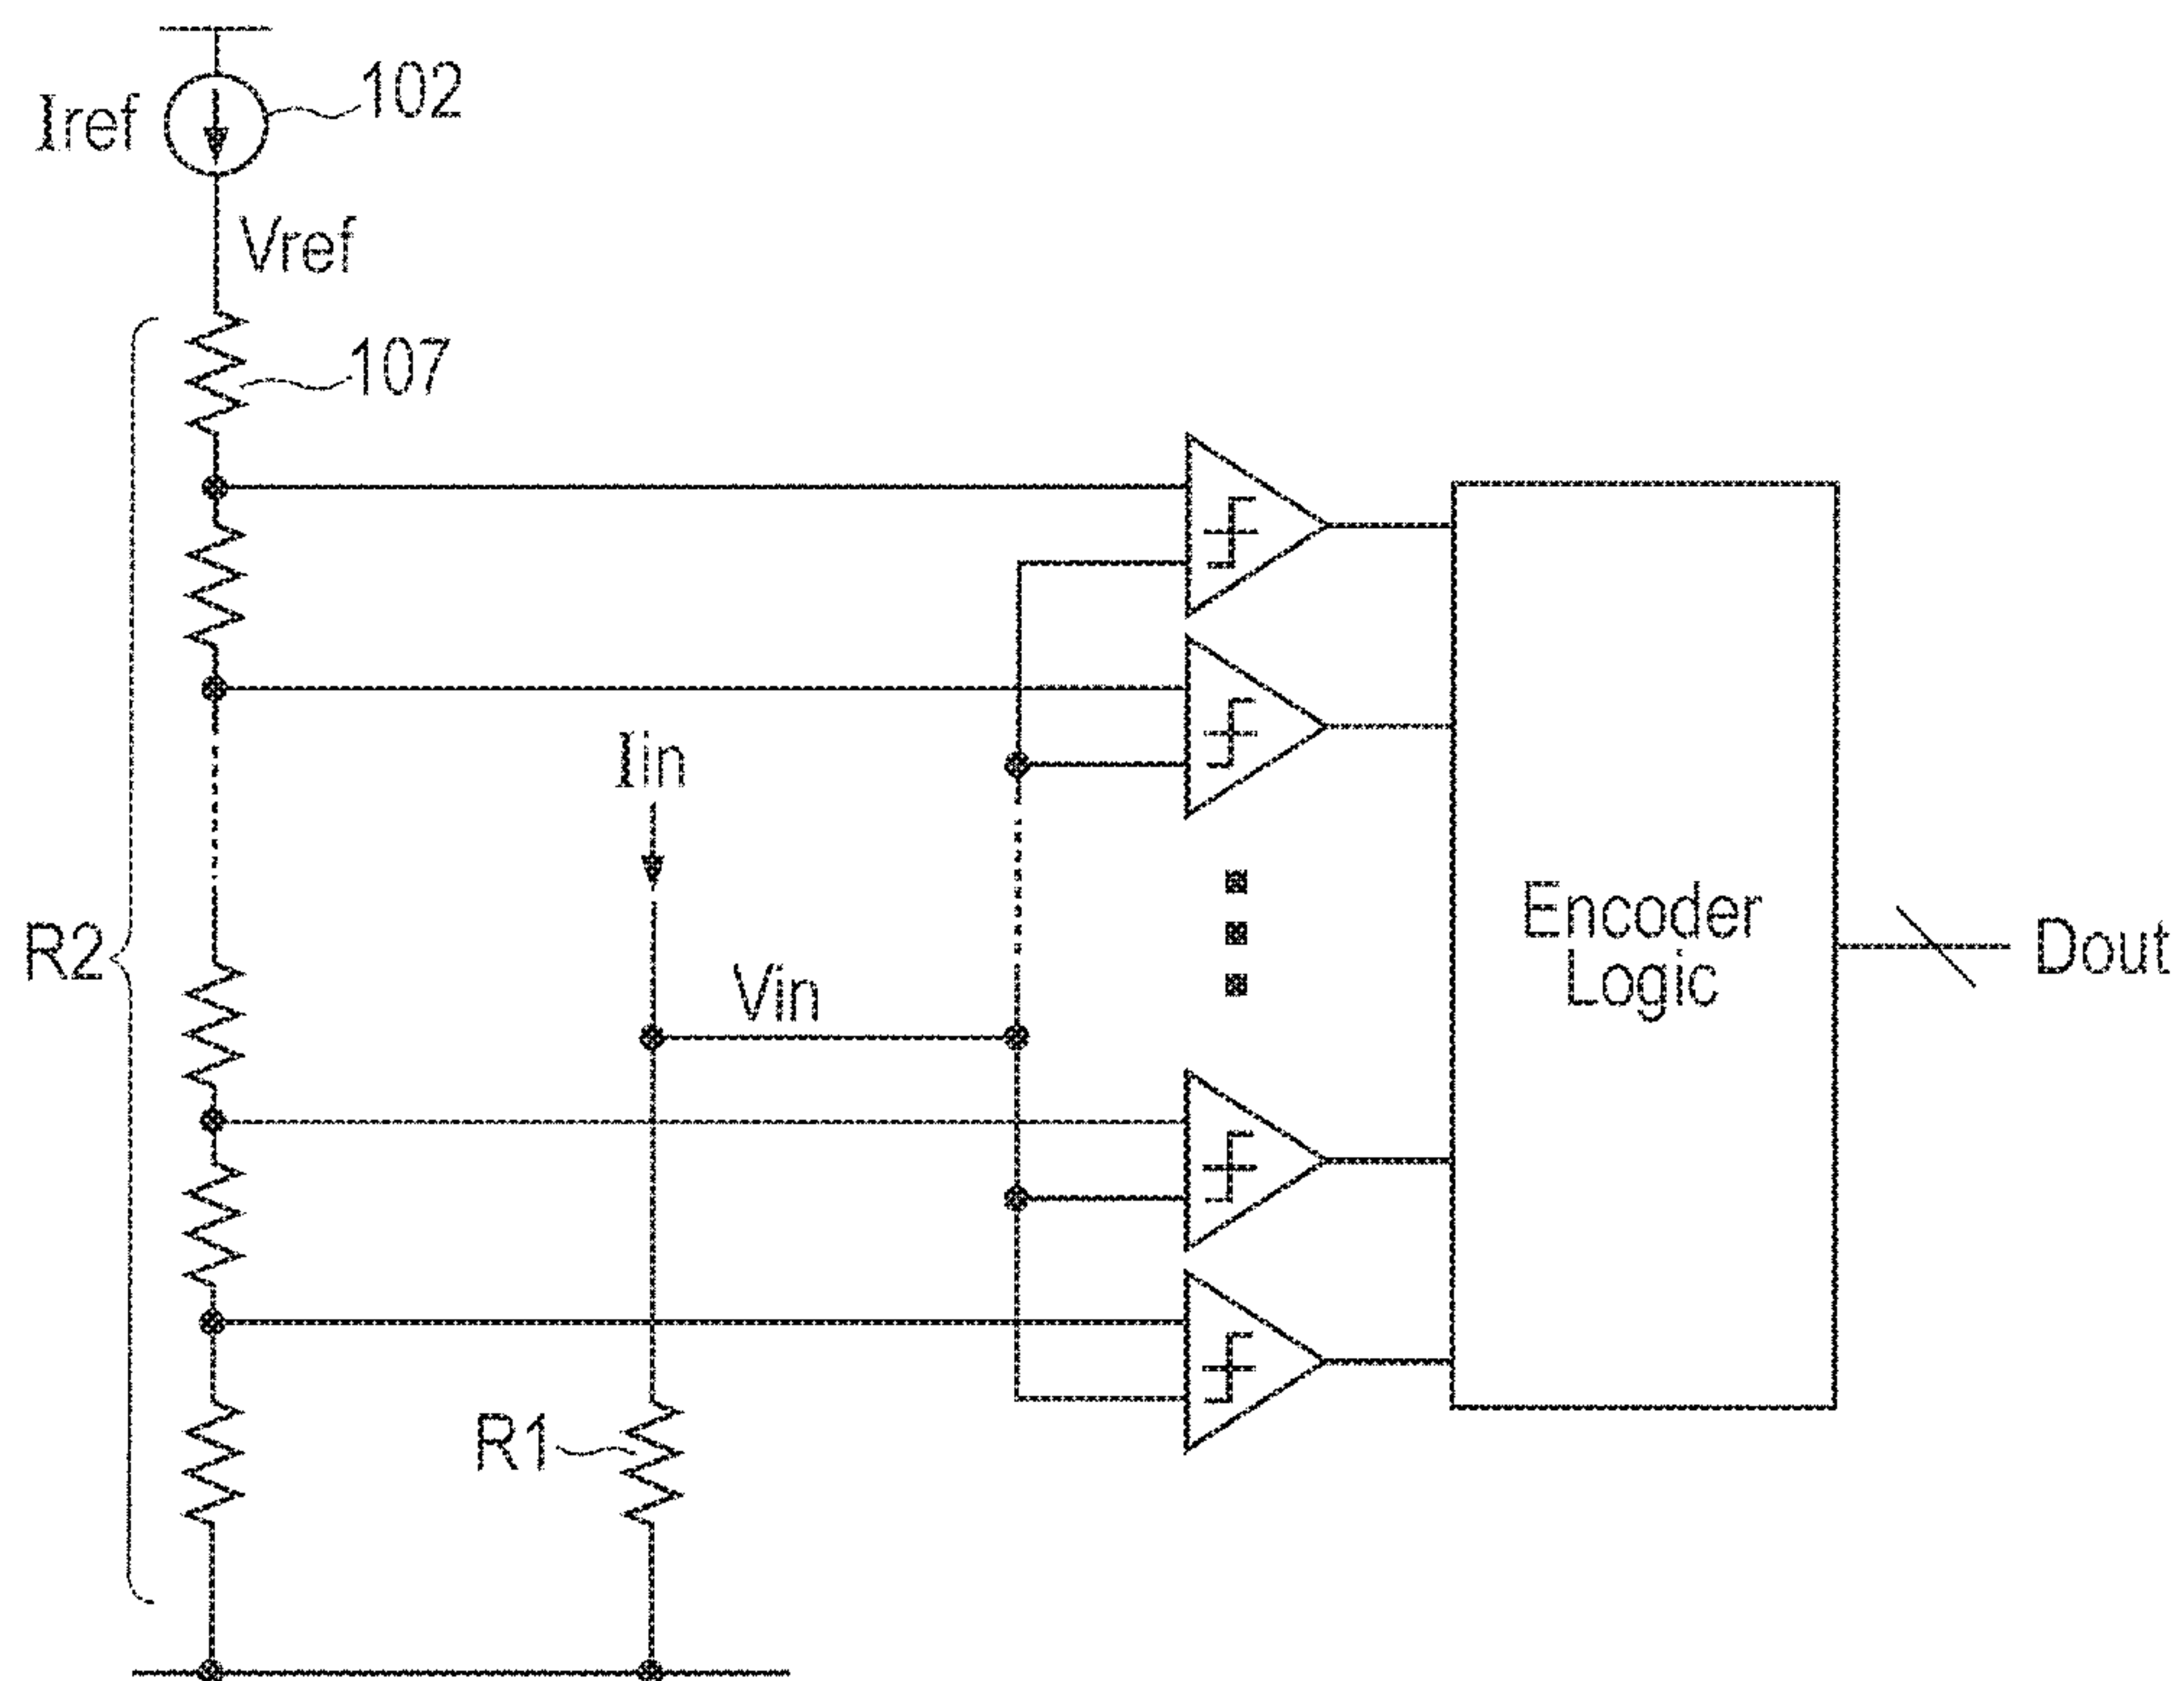 Iref
102
Vref
107
Iin
Vin
R2
R1
Encoder
Logic
Dout